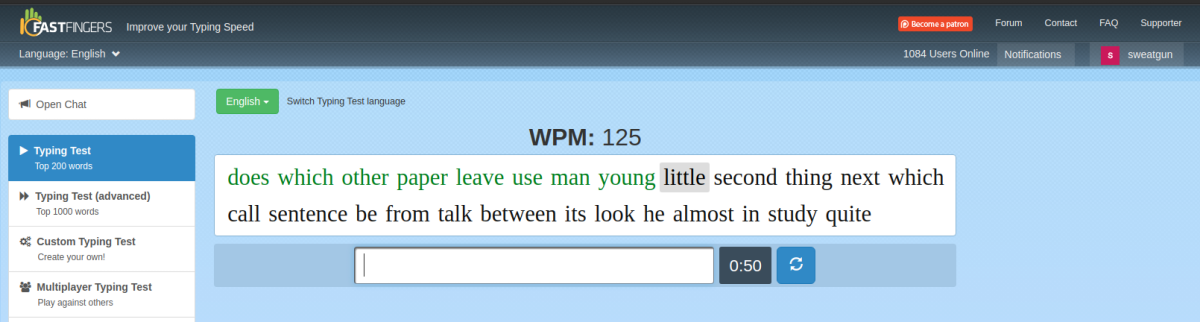 FASTFINGERS Improve your Typing Speed Become a patron Forum Contact FAQ Supporter
Language: English 1084 Users Online Notifications s sweatgun
Open Chat
English Switch Typing Test language
WPM: 125
Typing Test
Top 200 words
does which other paper leave use man young little second thing next which
call sentence be from talk between its look he almost in study quite
Typing Test (advanced)
Top 1000 words
Custom Typing Test
Create your own!
0:50
Multiplayer Typing Test
Play against others